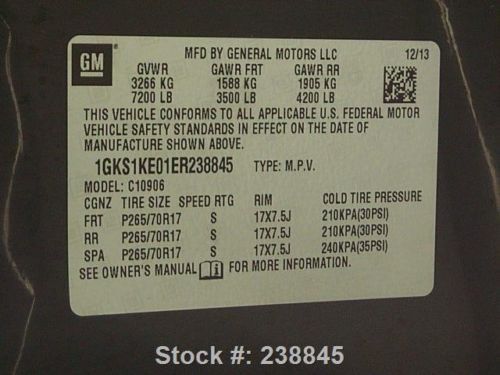 GM
MFD BY GENERAL MOTORS LLC 12/13
GVWR GAWR FRT GAWR RR
3266 KG 1588 KG 1905 KG
7200 LB 3500 LB 4200 LB
THIS VEHICLE CONFORMS TO ALL APPLICABLE U.S. FEDERAL MOTOR
VEHICLE SAFETY STANDARDS IN EFFECT ON THE DATE OF
MANUFACTURE SHOWN ABOVE.
1GKS1KE01ER238845 TYPE: M.P.V.
MODEL: C10906
CGNZ TIRE SIZE SPEED RTG RIM COLD TIRE PRESSURE
FRT P265/70R17 S 17X7.5J 210KPA(30PSI)
RR P265/70R17 S 17X7.5J 210KPA(30PSI)
SPA P265/70R17 S 17X7.5J 240KPA(35PSI)
SEE OWNER'S MANUAL i FOR MORE INFORMATION.
Stock #: 238845